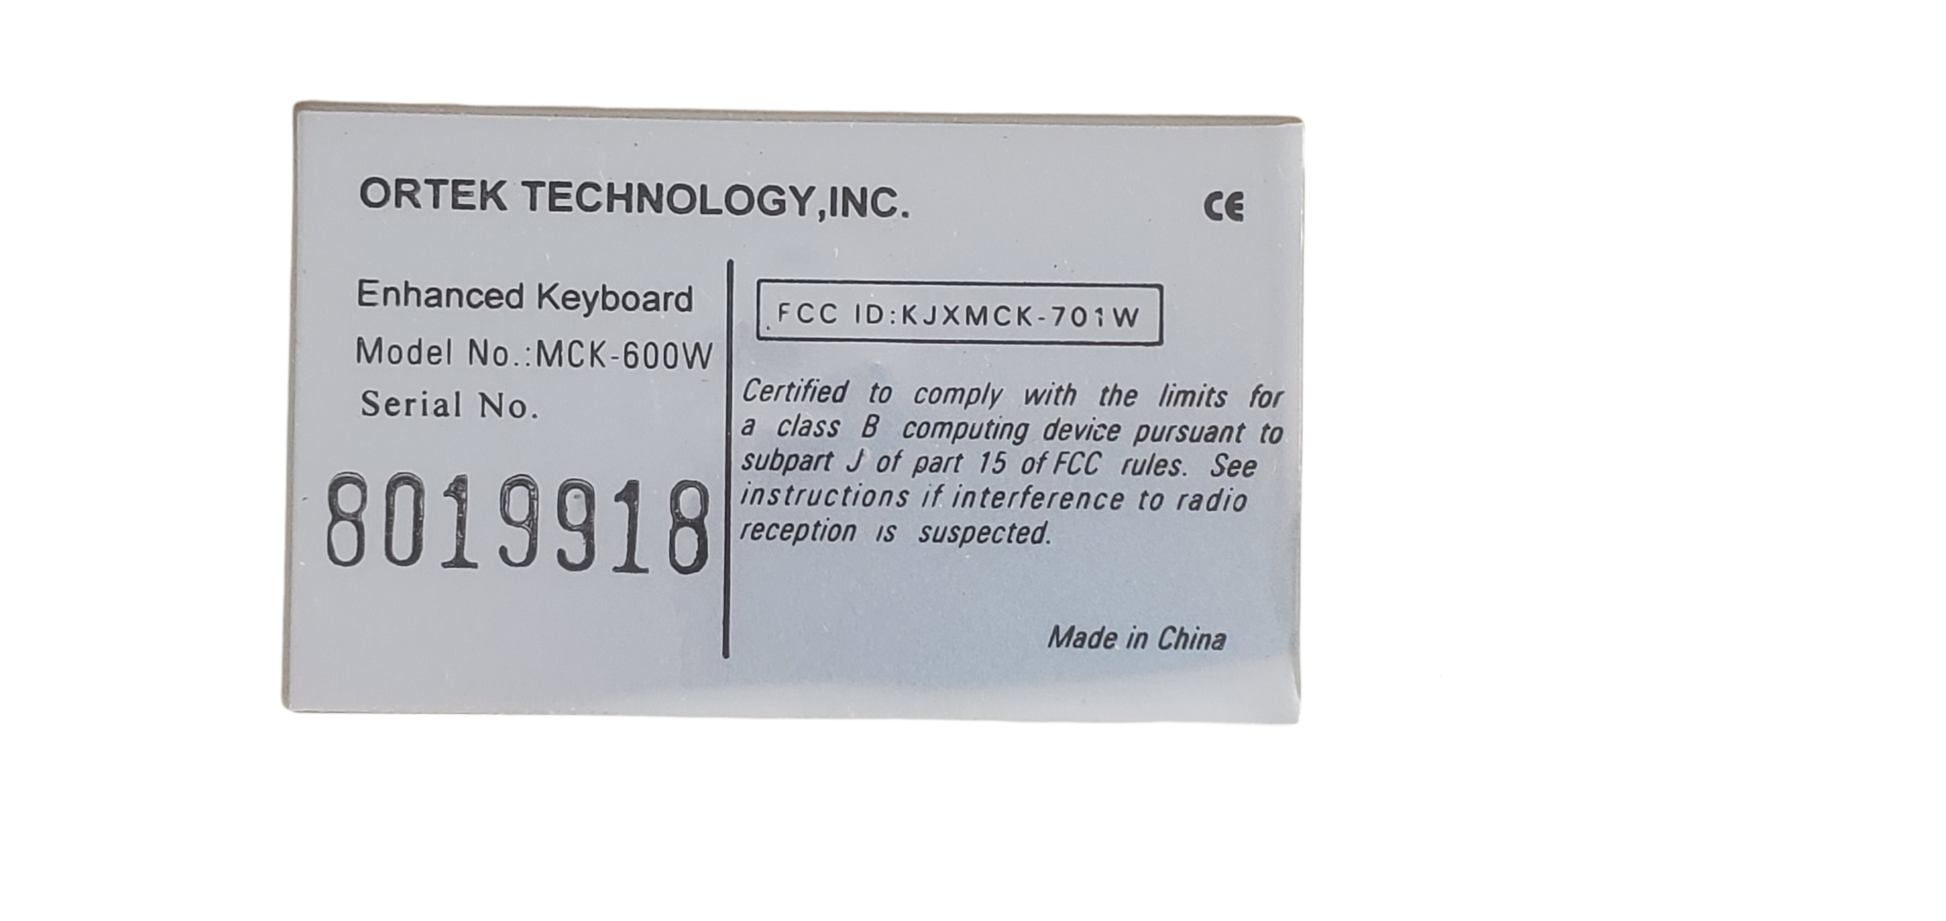 ORTEK TECHNOLOGY,INC.
CE
Enhanced Keyboard
Model No.:MCK-600W
Serial No.
8019918
FCC ID:KJXMCK-701W
Certified to comply with the limits for
a class B computing device pursuant to
subpart J of part 15 of FCC rules. See
instructions if interference to radio
reception is suspected.
Made in China